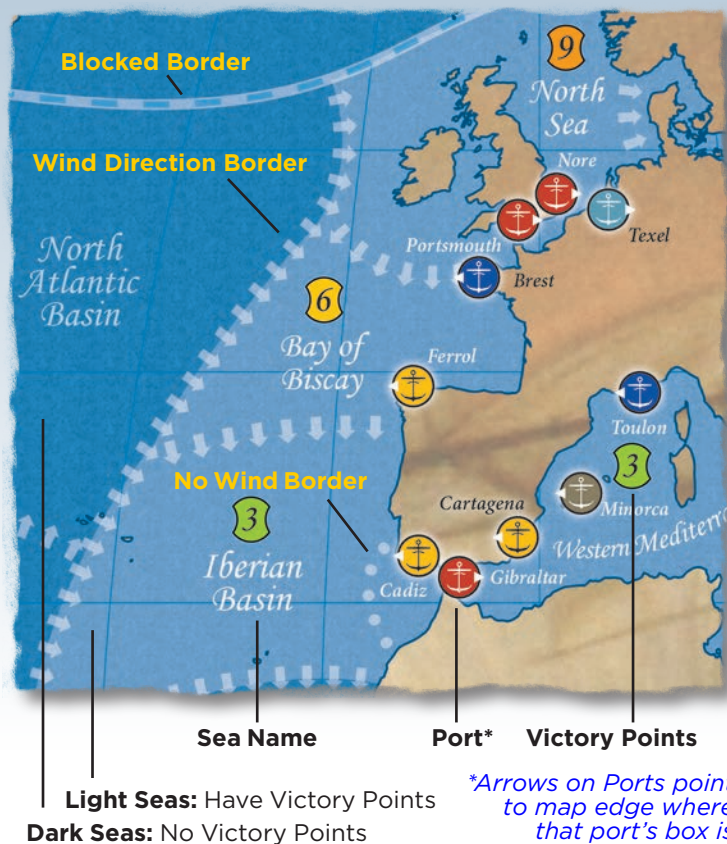 Blocked Border
9
North
Sea
Wind Direction Border
Nore
Portsmouth
Texel
North
Atlantic
Basin
Brest
6
Bay of
Biscay
Ferrol
Toulon
No Wind Border
3
3
Cartagena
Minorca
Western Mediterr
Iberian
Basin
Cadiz
Gibraltar
Sea Name
Port*
Victory Points
Light Seas: Have Victory Points
Dark Seas: No Victory Points
*Arrows on Ports point
to map edge where
that port's box is